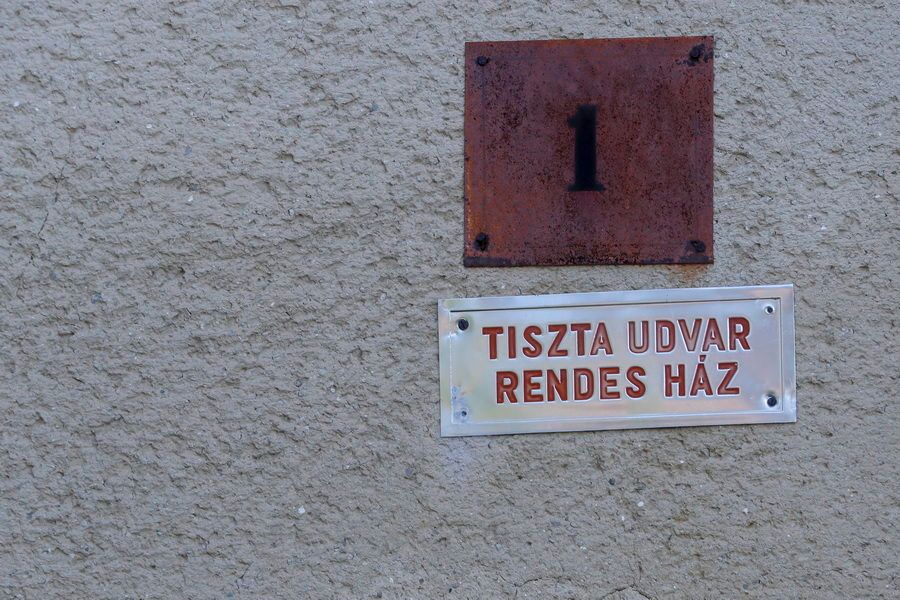 1
TISZTA UDVAR
RENDES HÁZ